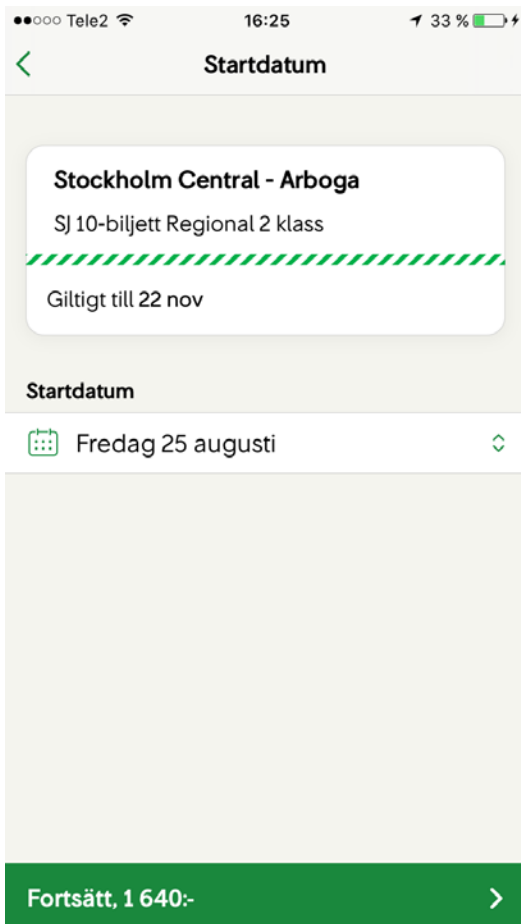 Tele2 16:25 33 %
Startdatum
Stockholm Central - Arboga
SJ 10-biljett Regional 2 klass
Giltigt till 22 nov
Startdatum
Fredag 25 augusti
Fortsätt, 1 640:-